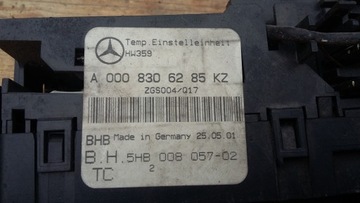 Temp.Einstelleinheit
HW359
A 000 830 62 85 KZ
ZGS004/Q17
BHB Made in Germany 25.05.01
B.H.5HB 008 057-02
TC 2